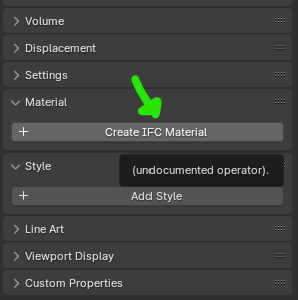 Volume
Displacement
Settings
Material
+ Create IFC Material
Style
(undocumented operator).
+ Add Style
Line Art
Viewport Display
Custom Properties